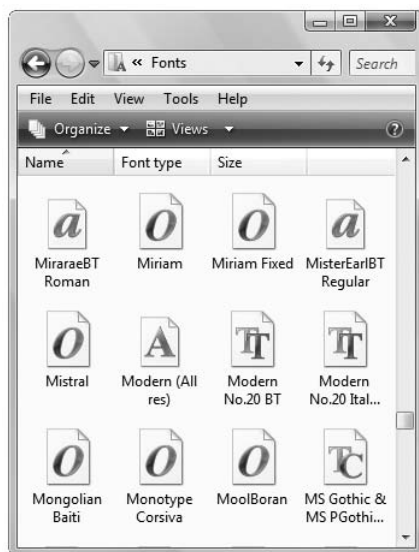 « Fonts
Search
File Edit View Tools Help
Organize Views
Name Font type Size
MiraraeBT
Roman
Miriam
Miriam Fixed
MisterEarlBT
Regular
Mistral
Modern (All
res)
Modern
No.20 BT
Modern
No.20 Ital...
Mongolian
Baiti
Monotype
Corsiva
MoolBoran
MS Gothic &
MS PGothi...